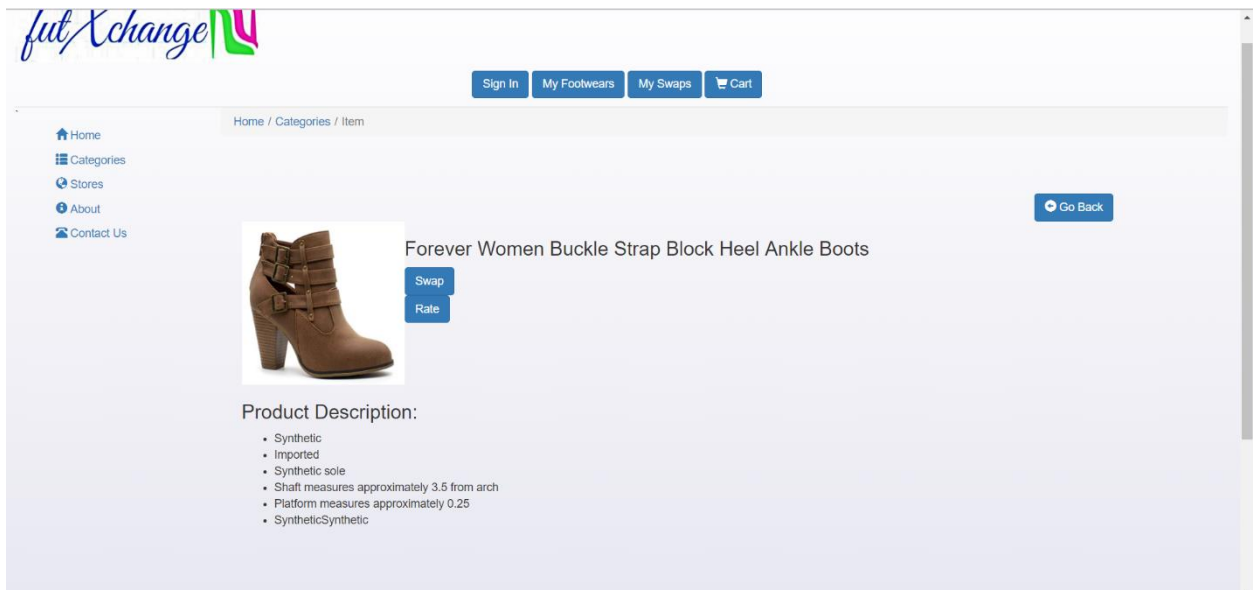 futXchange
Sign In My Footwears My Swaps Cart
Home / Categories / Item
Home
Categories
Stores
About
Contact Us
Go Back
Forever Women Buckle Strap Block Heel Ankle Boots
Swap
Rate
Product Description:
• Synthetic
• Imported
• Synthetic sole
• Shaft measures approximately 3.5 from arch
• Platform measures approximately 0.25
• SyntheticSynthetic